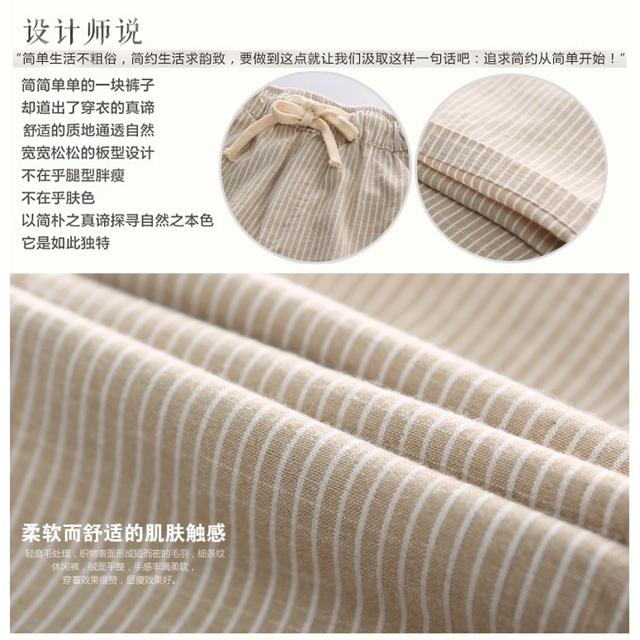 设计师说
“简单生活不粗俗，简约生活求韵致，要做到这点就让我们汲取这样一句话吧：追求简约从简单开始！”
简简单单的一块裤子
却道出了穿衣的真谛
舒适的质地通透自然
宽宽松松的板型设计
不在乎腿型胖瘦
不在乎肤色
以简朴之真谛探寻自然之本色
它是如此独特
柔软而舒适的肌肤触感
轻磨毛处理，织物表面形成短而密的毛羽，细条纹
休闲裤，绒面平整，手感丰满柔软，
穿着效果很赞，显瘦效果好。